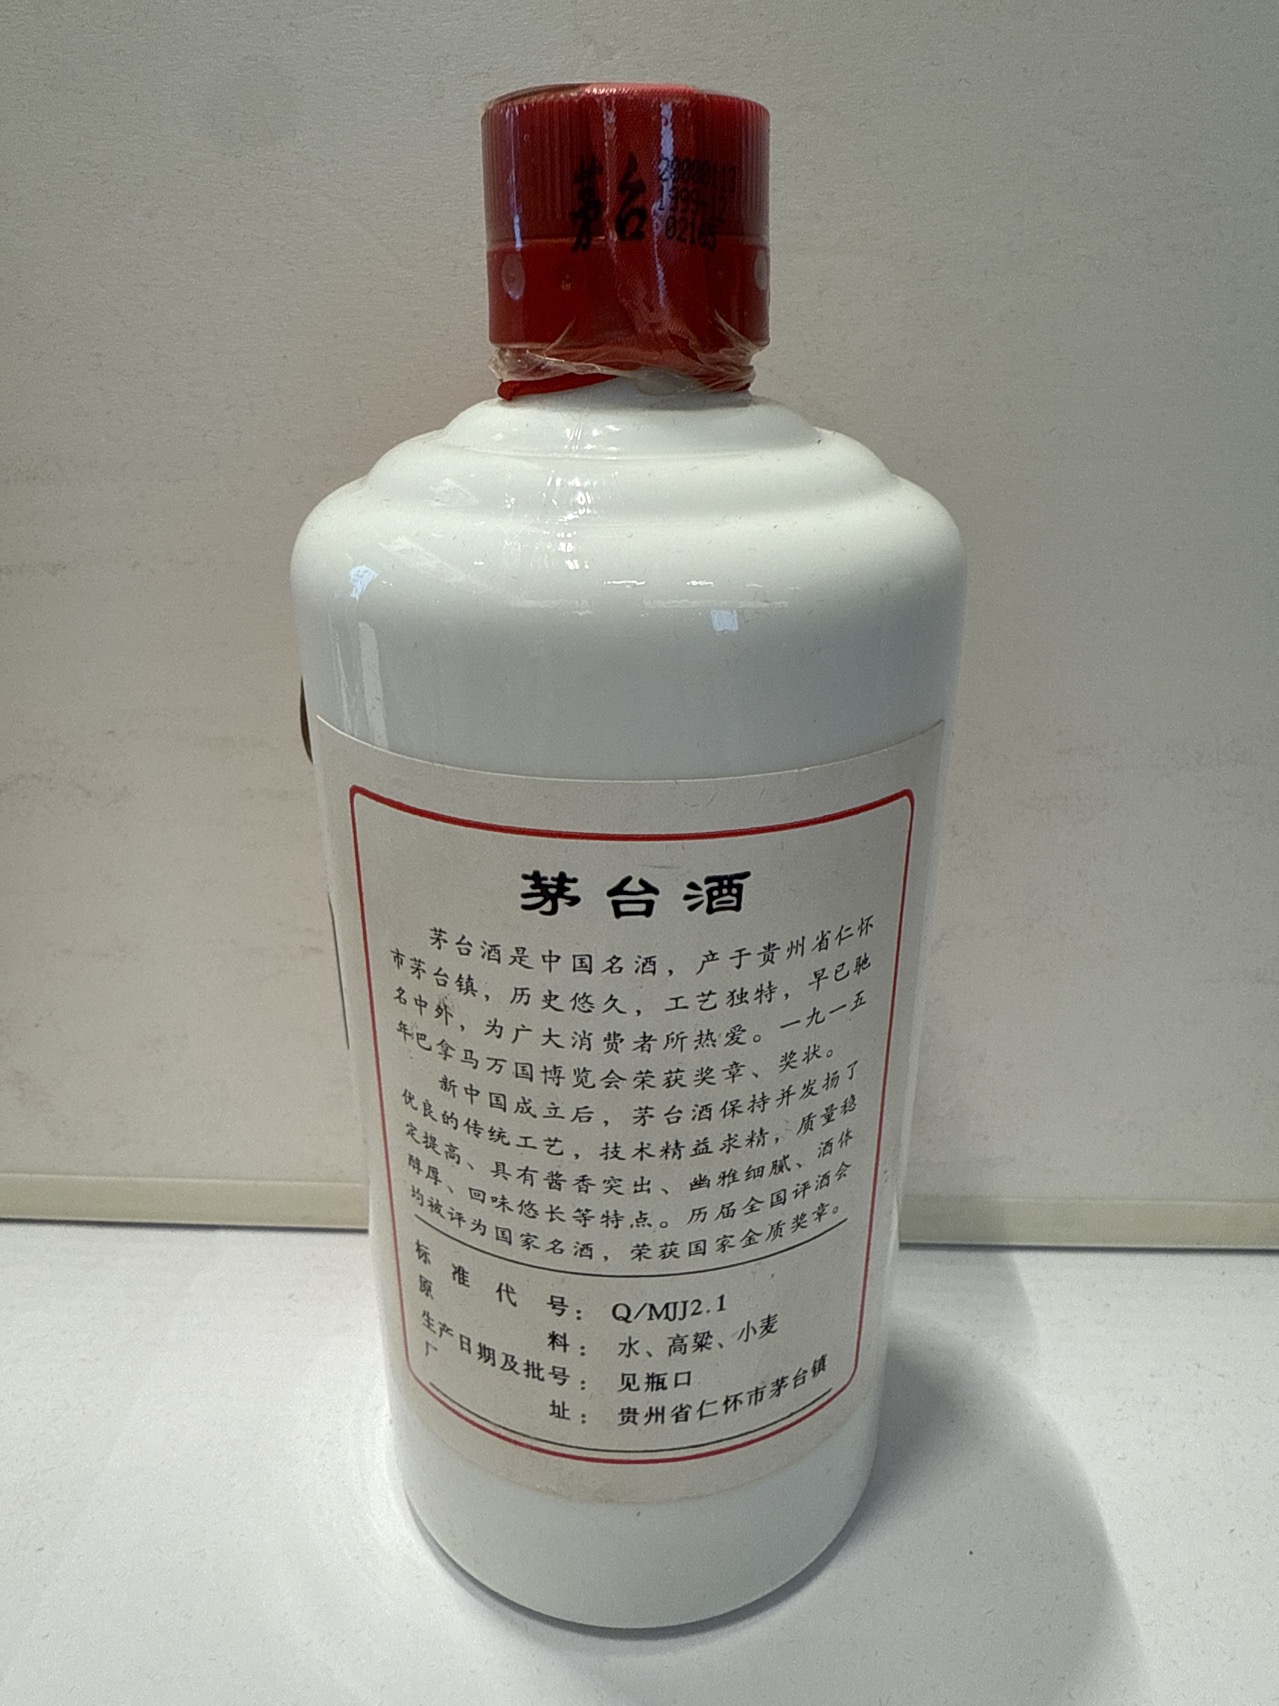 茅台
1999-12
02165
茅台酒
茅台酒是中国名酒，产于贵州省仁怀
市茅台镇，历史悠久，工艺独特，早已驰
名中外，为广大消费者所热爱。一九一五
年巴拿马万国博览会荣获奖章、奖状。
新中国成立后，茅台酒保持并发扬了
优良的传统工艺，技术精益求精，质量稳
定提高、具有酱香突出、幽雅细腻、酒体
醇厚、回味悠长等特点。历届全国评酒会
均被评为国家名酒，荣获国家金质奖章。
标准代号：Q/MJJ2.1
原料：水、高粱、小麦
生产日期及批号：见瓶口
厂址：贵州省仁怀市茅台镇